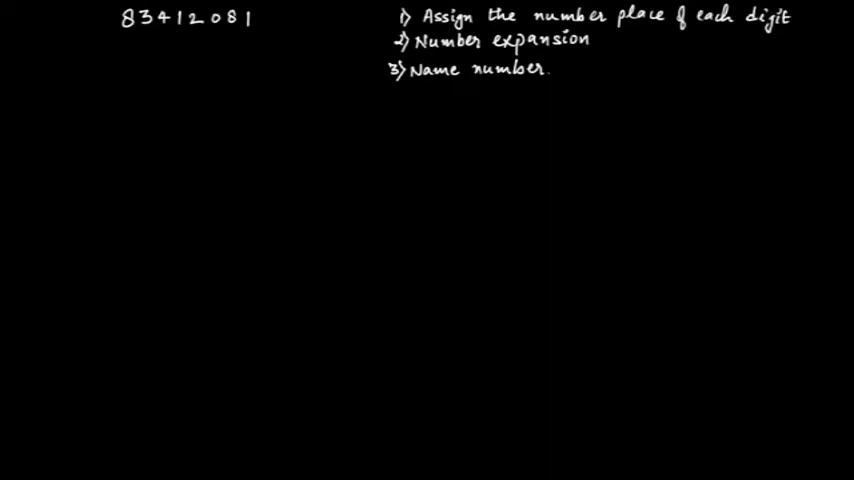 83412081
1) Assign the number place of each digit
2) Number expansion
3) Name number.